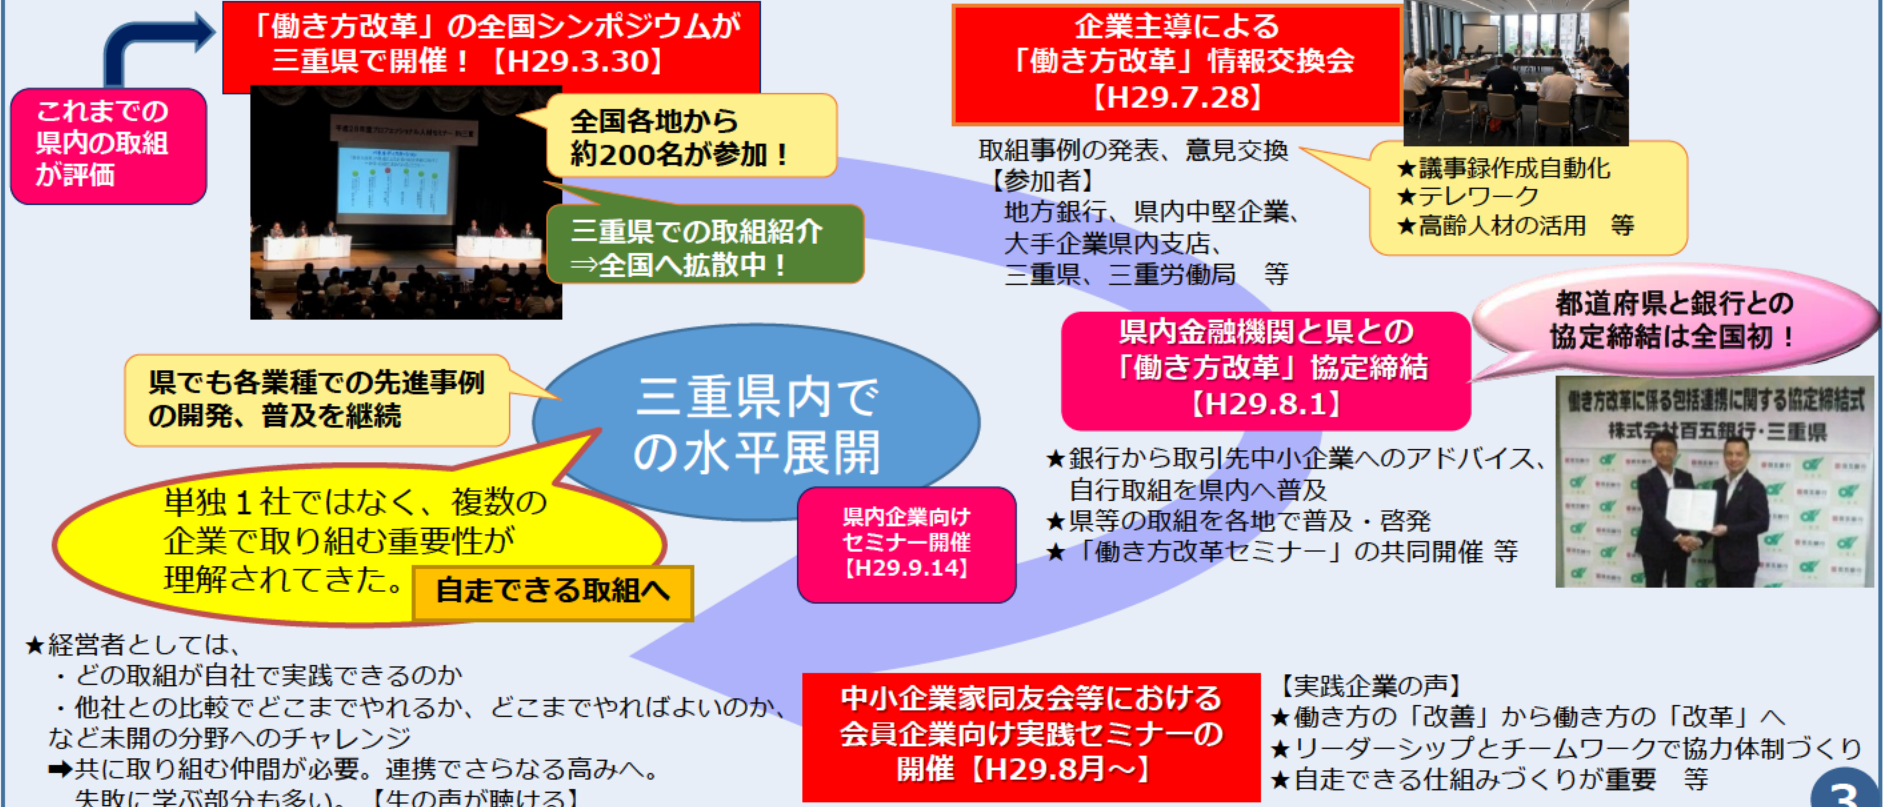 「働き方改革」の全国シンポジウムが
三重県で開催！【H29.3.30】
これまでの
県内の取組
が評価
全国各地から
約200名が参加！
三重県での取組紹介
⇒全国へ拡散中！
企業主導による
「働き方改革」情報交換会
【H29.7.28】
取組事例の発表、意見交換
【参加者】
地方銀行、県内中堅企業、
大手企業県内支店、
三重県、三重労働局　等
★議事録作成自動化
★テレワーク
★高齢人材の活用　等
都道府県と銀行との
協定締結は全国初！
県内金融機関と県との
「働き方改革」協定締結
【H29.8.1】
働き方改革に係る包括連携に関する協定締結式
株式会社百五銀行・三重県
★銀行から取引先中小企業へのアドバイス、
自行取組を県内へ普及
★県等の取組を各地で普及・啓発
★「働き方改革セミナー」の共同開催 等
三重県内で
の水平展開
県でも各業種での先進事例
の開発、普及を継続
単独１社ではなく、複数の
企業で取り組む重要性が
理解されてきた。
自走できる取組へ
県内企業向け
セミナー開催
【H29.9.14】
★経営者としては、
・どの取組が自社で実践できるのか
・他社との比較でどこまでやれるか、どこまでやればよいのか、
など未開の分野へのチャレンジ
➡共に取り組む仲間が必要。連携でさらなる高みへ。
失敗に学ぶ部分も多い。【生の声が聴ける】
中小企業家同友会等における
会員企業向け実践セミナーの
開催【H29.8月～】
【実践企業の声】
★働き方の「改善」から働き方の「改革」へ
★リーダーシップとチームワークで協力体制づくり
★自走できる仕組みづくりが重要　等
3